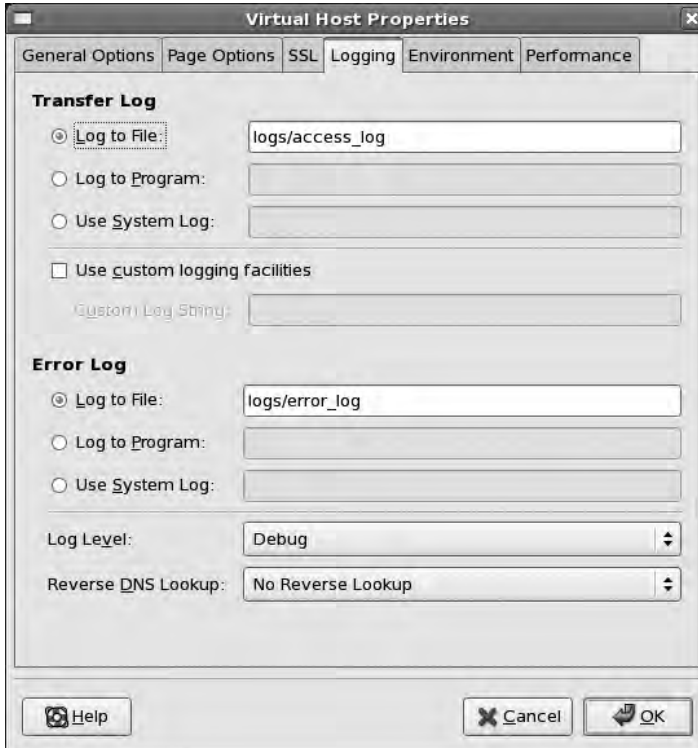 Virtual Host Properties
General Options Page Options SSL Logging Environment Performance
Transfer Log
Log to File: logs/access_log
Log to Program:
Use System Log:
Use custom logging facilities
Custom Log String:
Error Log
Log to File: logs/error_log
Log to Program:
Use System Log:
Log Level: Debug
Reverse DNS Lookup: No Reverse Lookup
Help Cancel OK